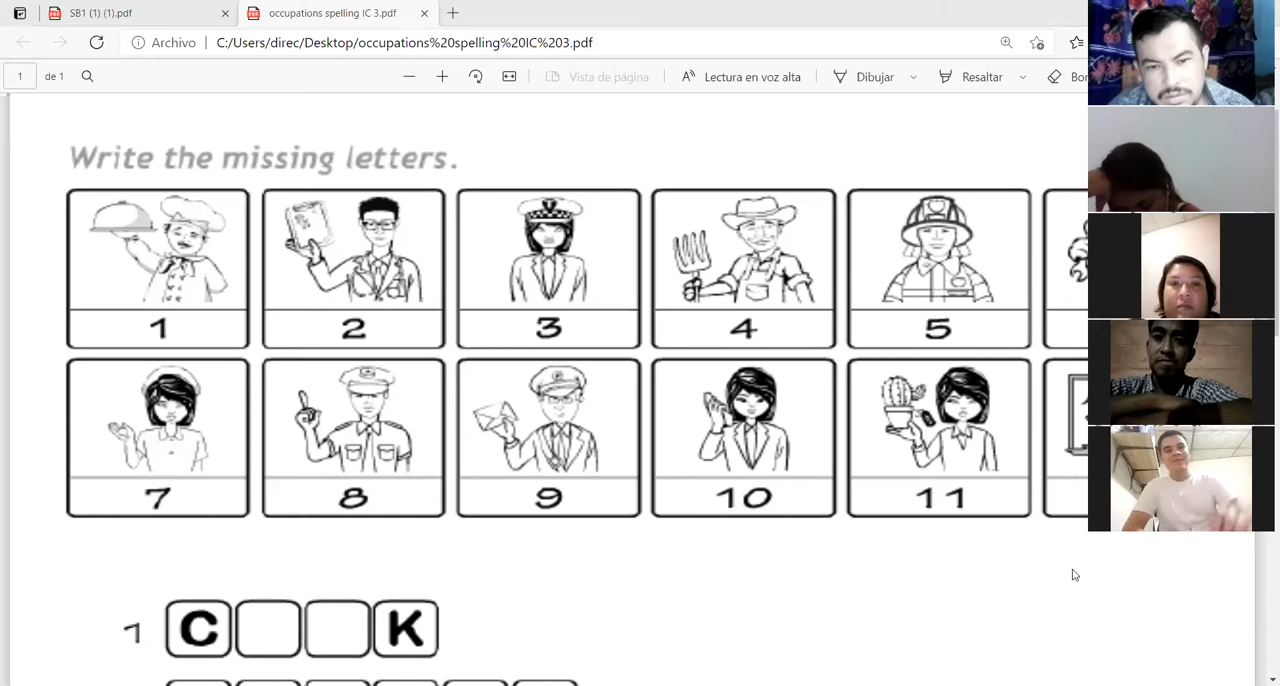 SB1 (1) (1).pdf
occupations spelling IC 3.pdf
Archivo
C:/Users/direc/Desktop/occupations%20spelling%20IC%203.pdf
1 de 1
Vista de página
Lectura en voz alta
Dibujar
Resaltar
Write the missing letters.
1 2 3 4 5
7 8 9 10 11
1 C K